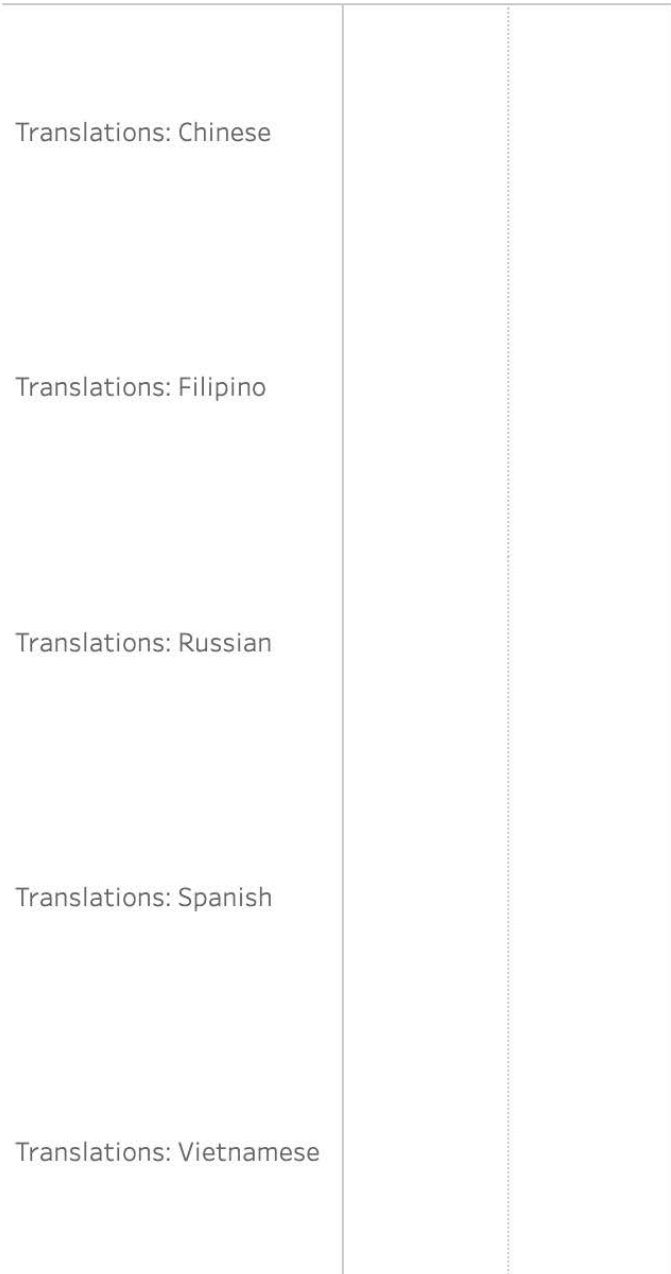 Translations: Chinese
Translations: Filipino
Translations: Russian
Translations: Spanish
Translations: Vietnamese